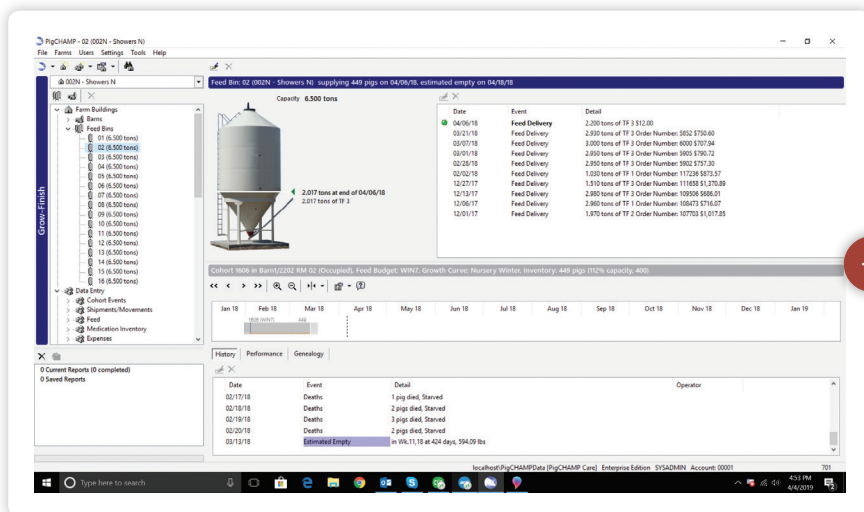 PigCHAMP - 02 (002N - Showers N)
File Farms Users Settings Tools Help
002N - Showers N
Feed Bin: 02 (002N - Showers N) supplying 449 pigs on 04/06/18, estimated empty on 04/18/18
Grow-Finish
Farm Buildings
Barns
Feed Bins
01 (6.500 tons)
02 (6.500 tons)
03 (6.500 tons)
04 (6.500 tons)
05 (6.500 tons)
06 (6.500 tons)
07 (6.500 tons)
08 (6.500 tons)
09 (6.500 tons)
10 (6.500 tons)
11 (6.500 tons)
12 (6.500 tons)
13 (6.500 tons)
14 (6.500 tons)
15 (6.500 tons)
16 (6.500 tons)
Data Entry
Cohort Events
Shipments/Movements
Feed
Medication Inventory
Expenses
Capacity 6.500 tons
2.017 tons at end of 04/06/18
2.017 tons of TF 3
Date Event Detail
04/06/18 Feed Delivery 2.200 tons of TF 3 $12.00
03/21/18 Feed Delivery 2.930 tons of TF 3 Order Number: 5852 $750.60
03/07/18 Feed Delivery 3.000 tons of TF 3 Order Number: 6000 $707.94
03/01/18 Feed Delivery 2.950 tons of TF 3 Order Number: 5905 $790.72
02/28/18 Feed Delivery 2.950 tons of TF 3 Order Number: 5902 $757.30
02/02/18 Feed Delivery 1.030 tons of TF 1 Order Number: 117236 $873.57
12/27/17 Feed Delivery 1.510 tons of TF 3 Order Number: 111658 $1,370.89
12/13/17 Feed Delivery 2.980 tons of TF 3 Order Number: 109506 $686.01
12/06/17 Feed Delivery 2.960 tons of TF 1 Order Number: 108473 $716.07
12/01/17 Feed Delivery 1.970 tons of TF 2 Order Number: 107703 $1,017.85
Cohort 1606 in Barn1/2202 RM 02 (Occupied), Feed Budget: WIN7, Growth Curve: Nursery Winter, Inventory: 449 pigs (112% capacity, 400)
Jan 18 Feb 18 Mar 18 Apr 18 May 18 Jun 18 Jul 18 Aug 18 Sep 18 Oct 18 Nov 18 Dec 18 Jan 19
(WIN7) 449
History Performance Genealogy
Date Event Detail Operator
02/17/18 Deaths 1 pig died, Starved
02/18/18 Deaths 2 pigs died, Starved
02/19/18 Deaths 3 pigs died, Starved
02/20/18 Deaths 2 pigs died, Starved
03/13/18 Estimated Empty in Wk.11,18 at 424 days, 594.09 lbs
0 Current Reports (0 completed)
0 Saved Reports
localhost\PigCHAMPData [PigCHAMP Care] Enterprise Edition SYSADMIN Account: 00001 701
Type here to search
4:53 PM
4/4/2019